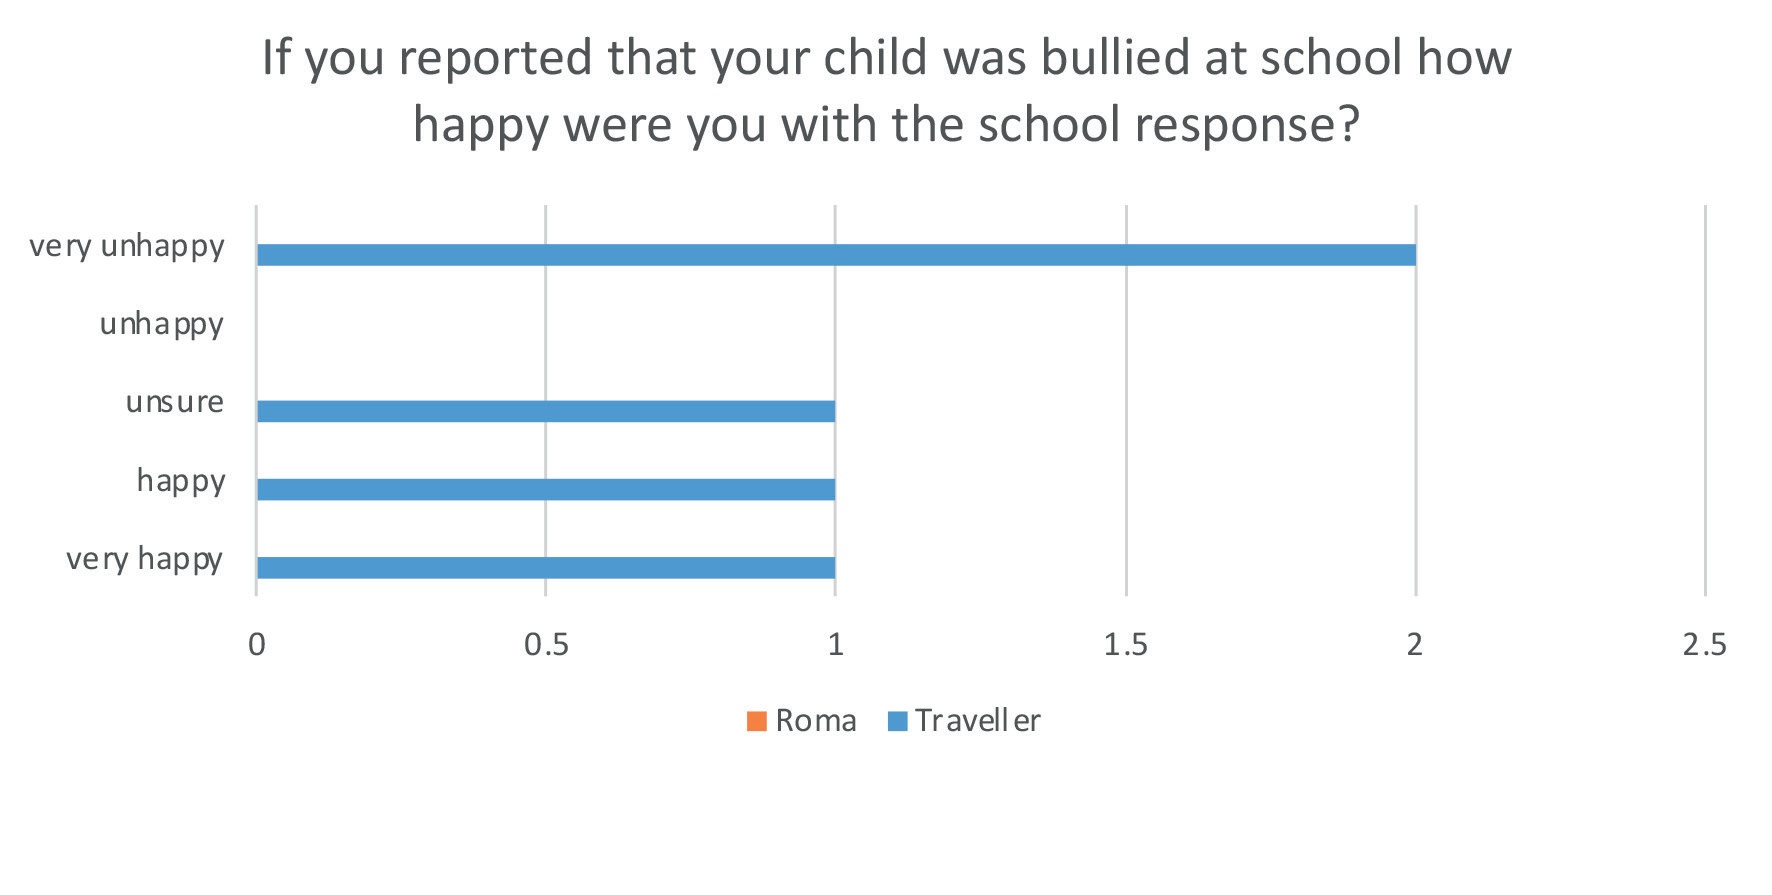 If you reported that your child was bullied at school how
happy were you with the school response?
very unhappy
unhappy
unsure
happy
very happy
0 0.5 1 1.5 2 2.5
Roma Traveller